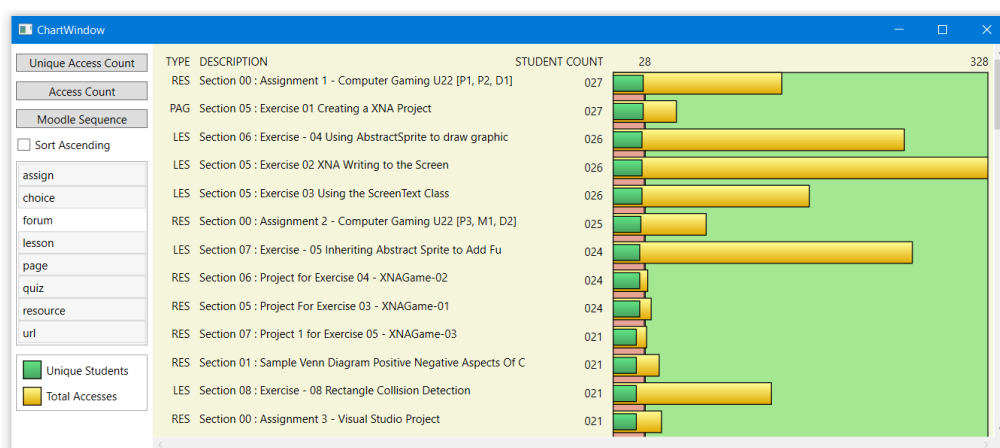 ChartWindow
Unique Access Count
Access Count
Moodle Sequence
Sort Ascending
assign
choice
forum
lesson
page
quiz
resource
url
Unique Students
Total Accesses
TYPE DESCRIPTION STUDENT COUNT 28 328
RES Section 00 : Assignment 1 - Computer Gaming U22 [P1, P2, D1] 027
PAG Section 05 : Exercise 01 Creating a XNA Project 027
LES Section 06 : Exercise - 04 Using AbstractSprite to draw graphic 026
LES Section 05 : Exercise 02 XNA Writing to the Screen 026
LES Section 05 : Exercise 03 Using the ScreenText Class 026
RES Section 00 : Assignment 2 - Computer Gaming U22 [P3, M1, D2] 025
LES Section 07 : Exercise - 05 Inheriting Abstract Sprite to Add Fu 024
RES Section 06 : Project for Exercise 04 - XNAGame-02 024
RES Section 05 : Project For Exercise 03 - XNAGame-01 024
RES Section 07 : Project 1 for Exercise 05 - XNAGame-03 021
RES Section 01 : Sample Venn Diagram Positive Negative Aspects Of C 021
LES Section 08 : Exercise - 08 Rectangle Collision Detection 021
RES Section 00 : Assignment 3 - Visual Studio Project 021